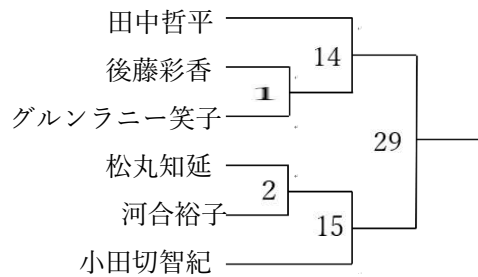 田中哲平
14
後藤彩香
1
グルンラニー笑子
29
松丸知延
2
河合裕子
15
小田切智紀